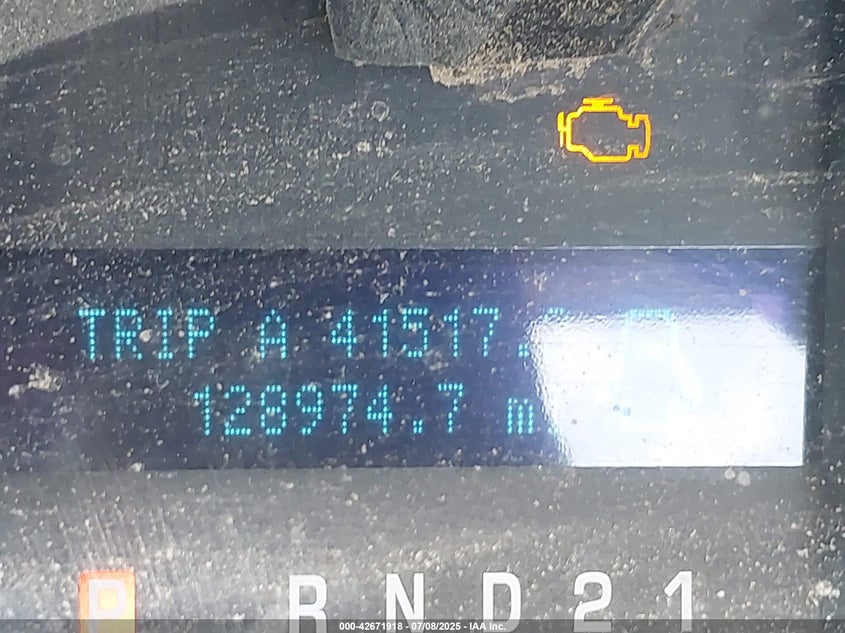 TRIP A 41517.
128974.7 m
P R N D 2 1
000-42671918 - 07/08/2025 - IAA Inc.